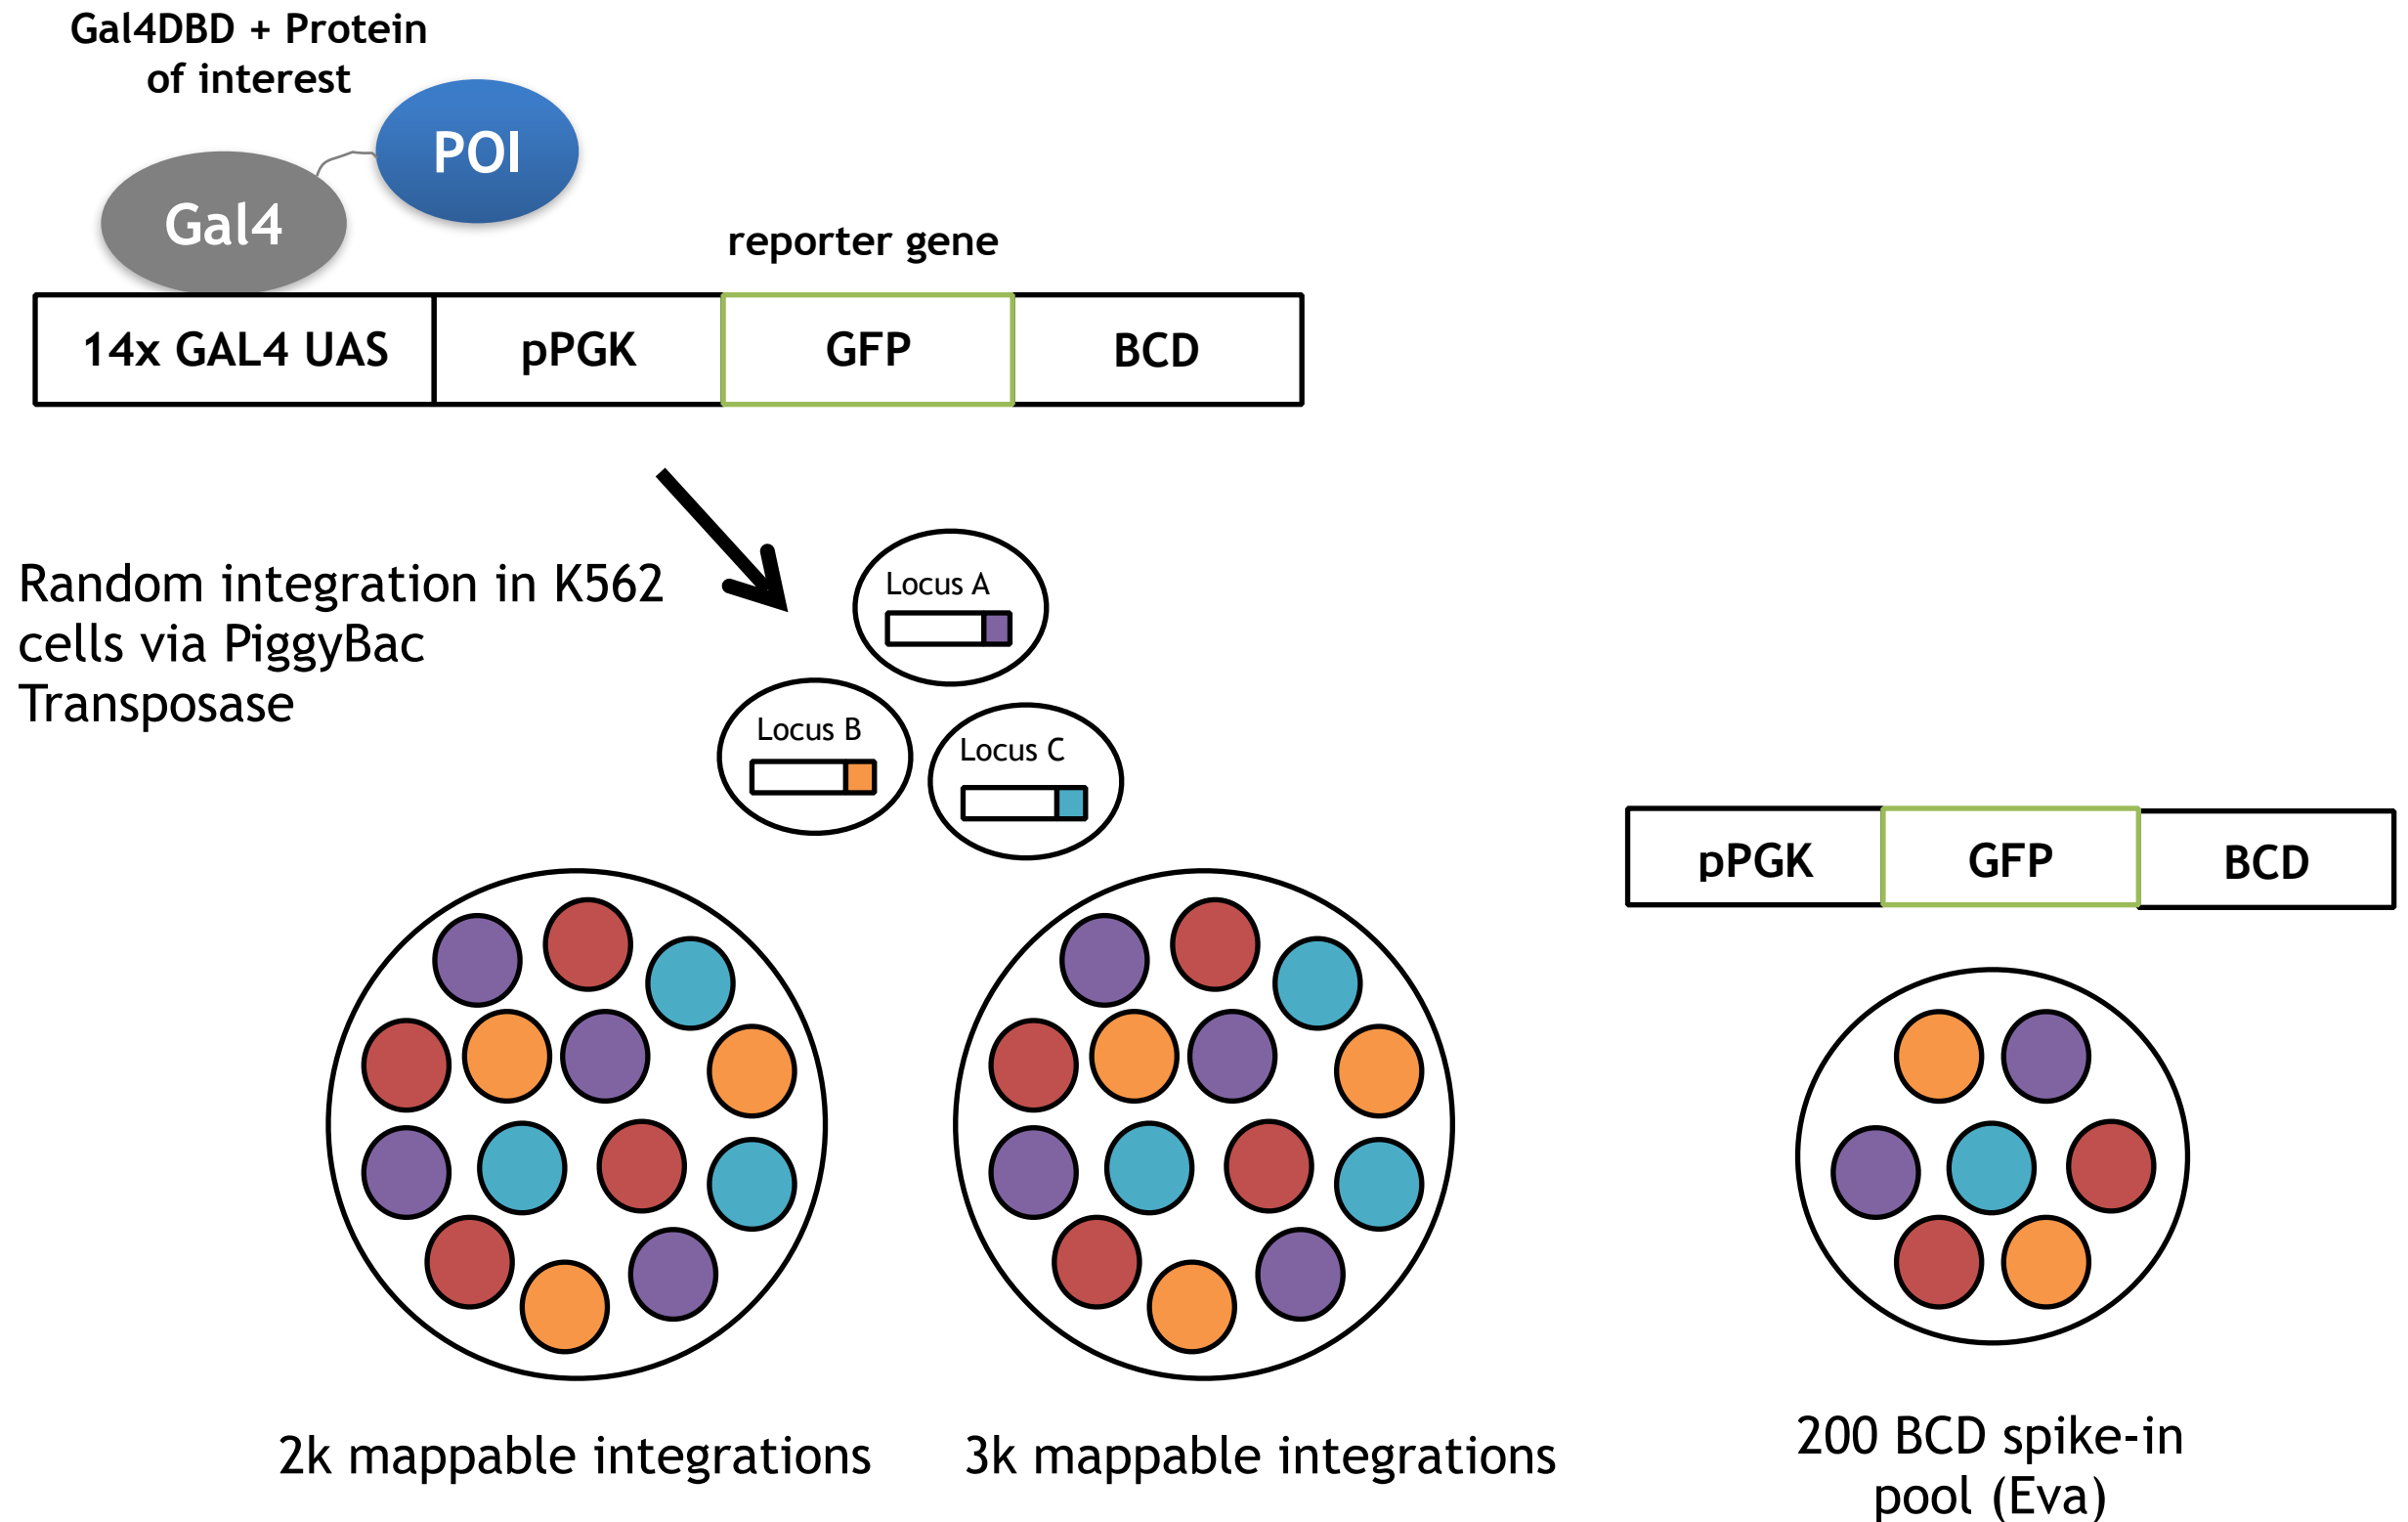 Gal4DBD + Protein
of interest
POI
Gal4
reporter gene
14x GAL4 UAS
pPGK
GFP
BCD
Random integration in K562
cells via PiggyBac
Transposase
Locus A
Locus B
Locus C
pPGK
GFP
BCD
2k mappable integrations
3k mappable integrations
200 BCD spike-in
pool (Eva)